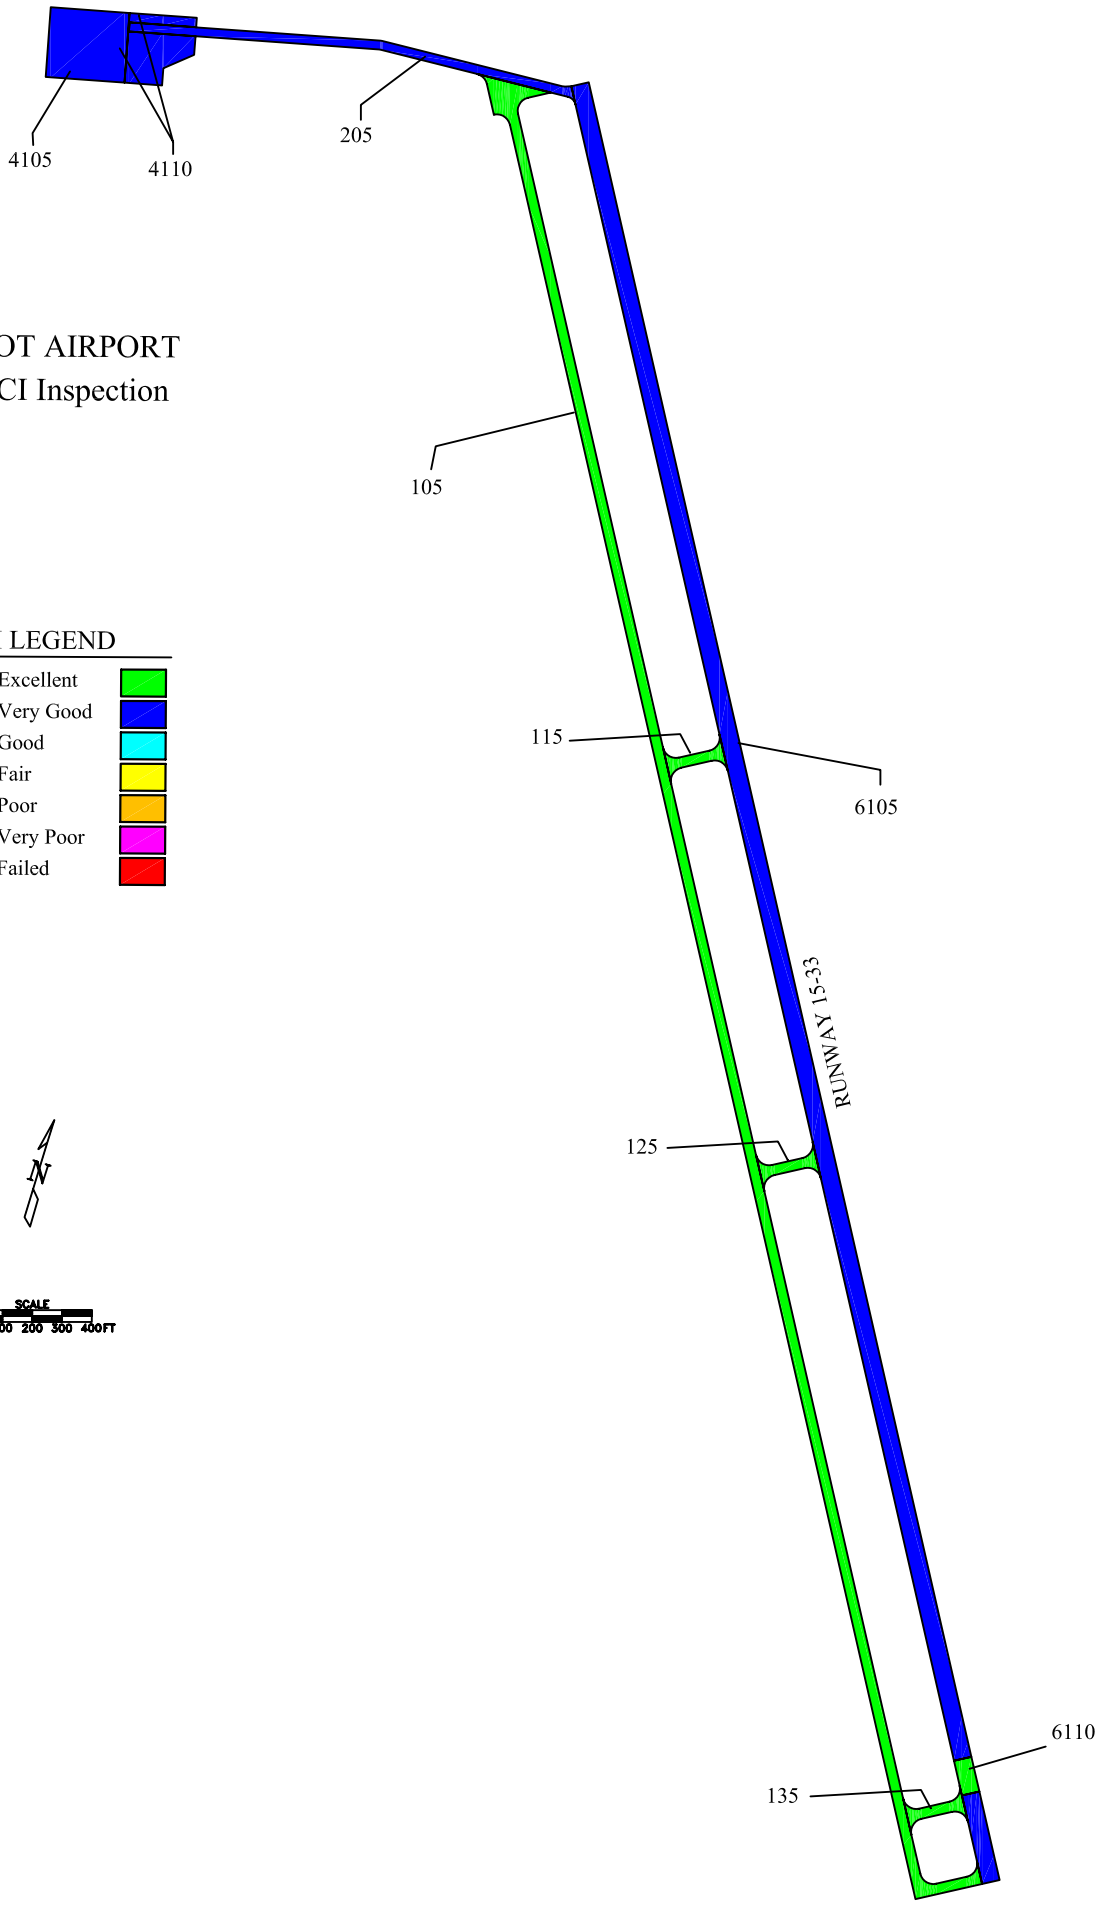 4105
4110
205
OT AIRPORT
CI Inspection
105
LEGEND
Excellent
Very Good
Good
Fair
Poor
Very Poor
Failed
115
6105
RUNWAY 15-33
125
N
SCALE
00 200 300 400FT
6110
135